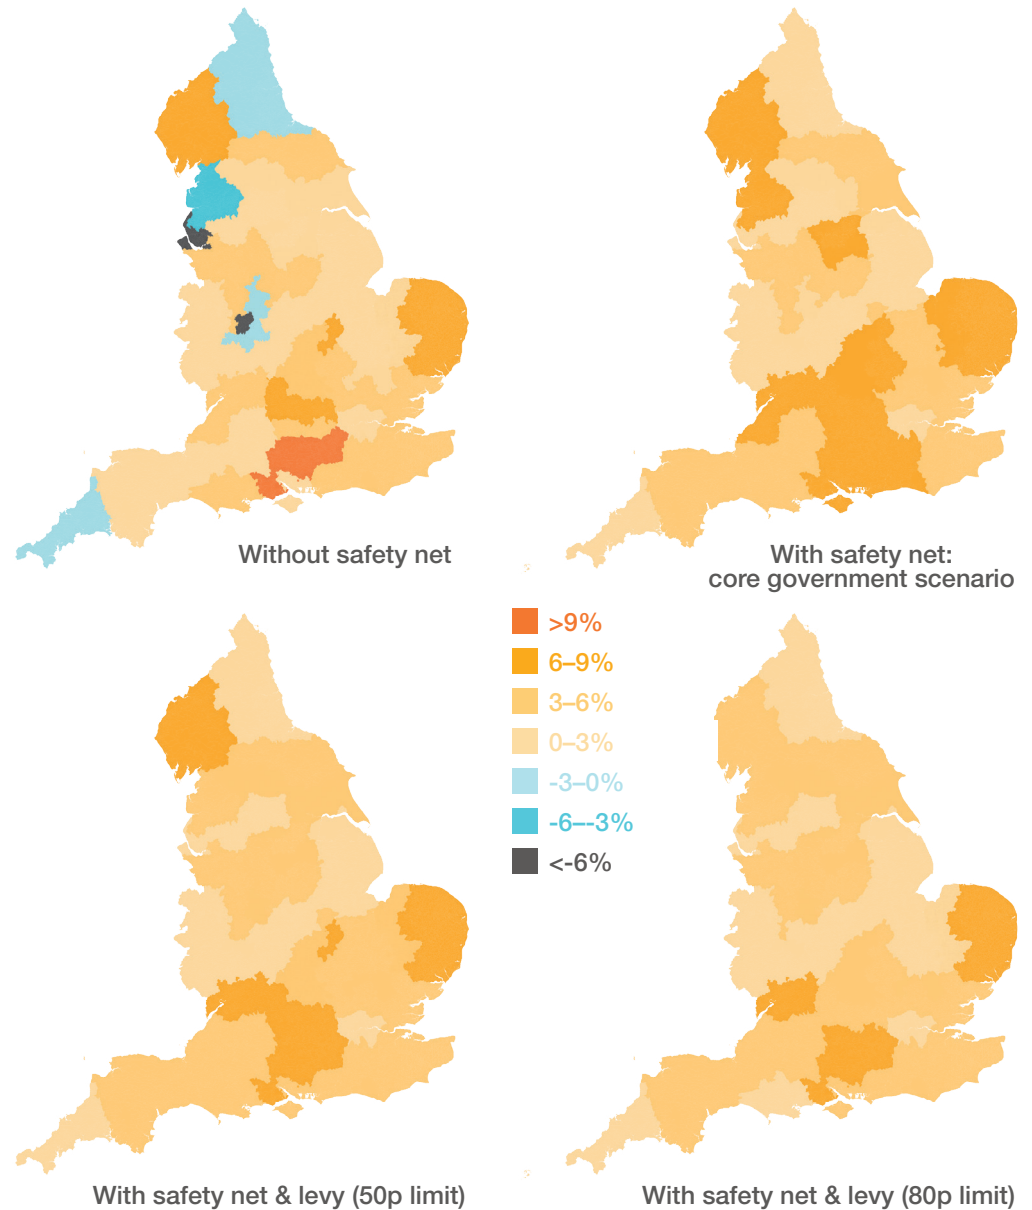 Without safety net
With safety net:
core government scenario
>9%
6–9%
3–6%
0–3%
-3–0%
-6–-3%
<-6%
With safety net & levy (50p limit)
With safety net & levy (80p limit)